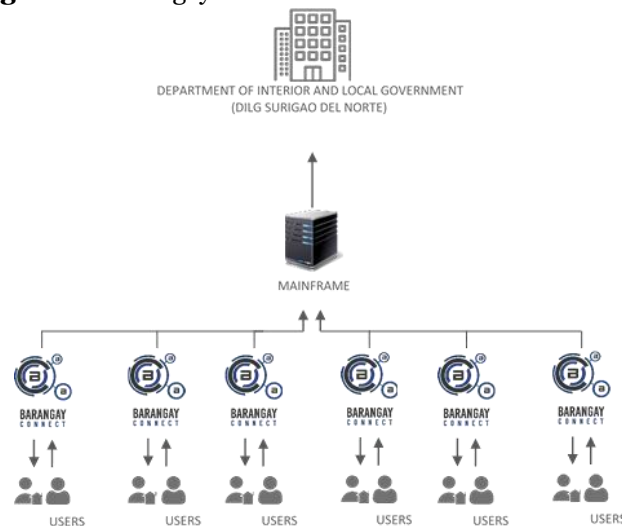 DEPARTMENT OF INTERIOR AND LOCAL GOVERNMENT
(DILG SURIGAO DEL NORTE)
MAINFRAME
BARANGAY BARANGAY BARANGAY BARANGAY BARANGAY BARANGAY
CONNECT CONNECT CONNECT CONNECT CONNECT CONNECT
USERS USERS USERS USERS USERS USERS